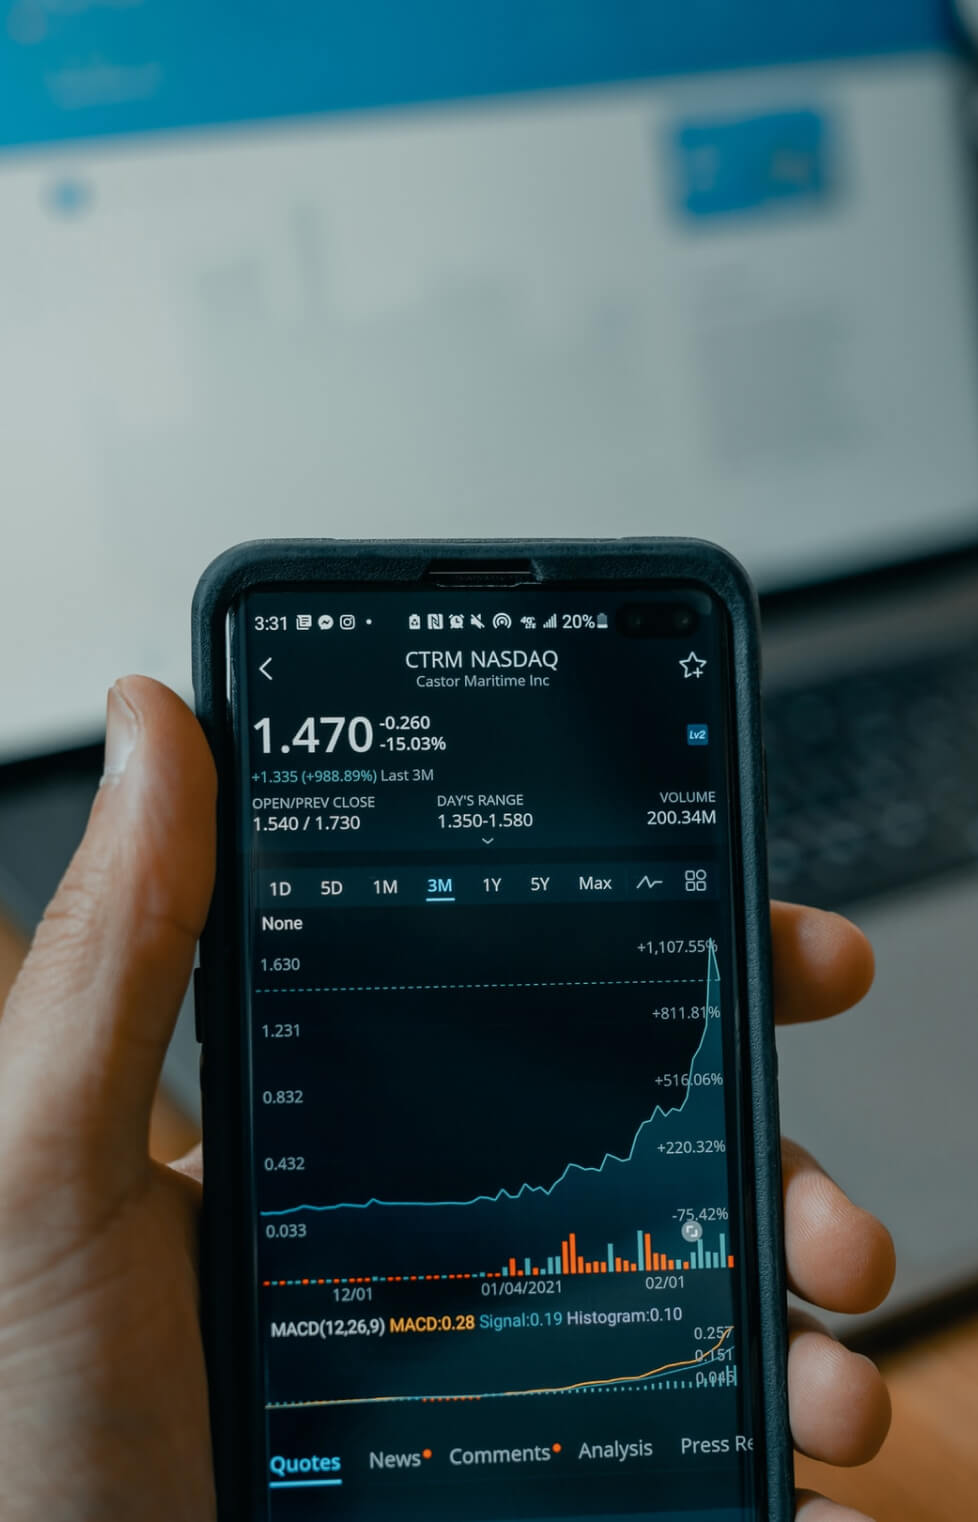 3:31 20%
CTRM NASDAQ
Castor Maritime Inc
1.470 -0.260
-15.03%
Lv2
+1.335 (+988.89%) Last 3M
OPEN/PREV CLOSE DAY'S RANGE VOLUME
1.540 / 1.730 1.350-1.580 200.34M
1D 5D 1M 3M 1Y 5Y Max
None
1.630 +1,107.55%
1.231 +811.81%
0.832 +516.06%
0.432 +220.32%
0.033 -75.42%
12/01 01/04/2021 02/01
MACD(12,26,9) MACD:0.28 Signal:0.19 Histogram:0.10
0.257
0.151
0.045
Quotes News Comments Analysis Press Re